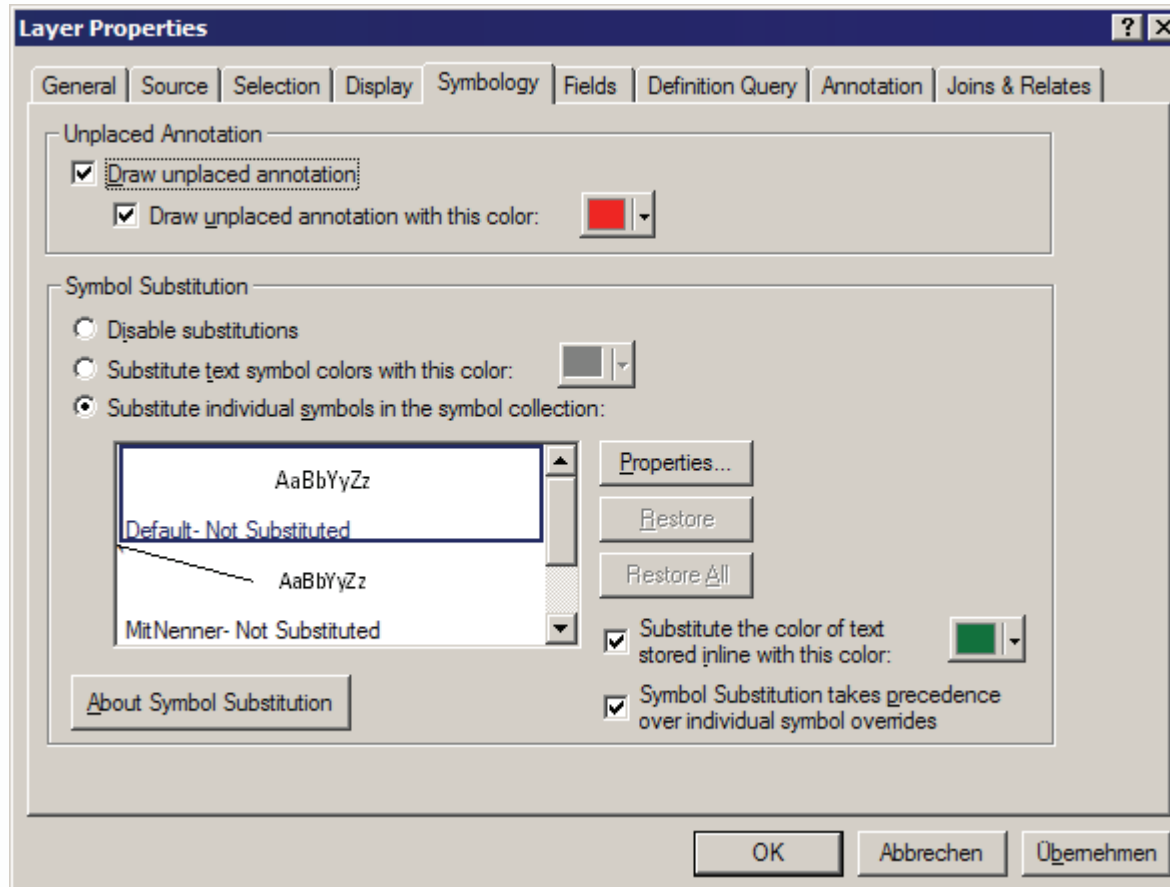 Layer Properties
General Source Selection Display Symbology Fields Definition Query Annotation Joins & Relates
Unplaced Annotation
Draw unplaced annotation
Draw unplaced annotation with this color:
Symbol Substitution
Disable substitutions
Substitute text symbol colors with this color:
Substitute individual symbols in the symbol collection:
AaBbYyZz
Default- Not Substituted
AaBbYyZz
MitNenner- Not Substituted
Properties...
Restore
Restore All
Substitute the color of text
stored inline with this color:
Symbol Substitution takes precedence
over individual symbol overrides
About Symbol Substitution
OK Abbrechen Übernehmen